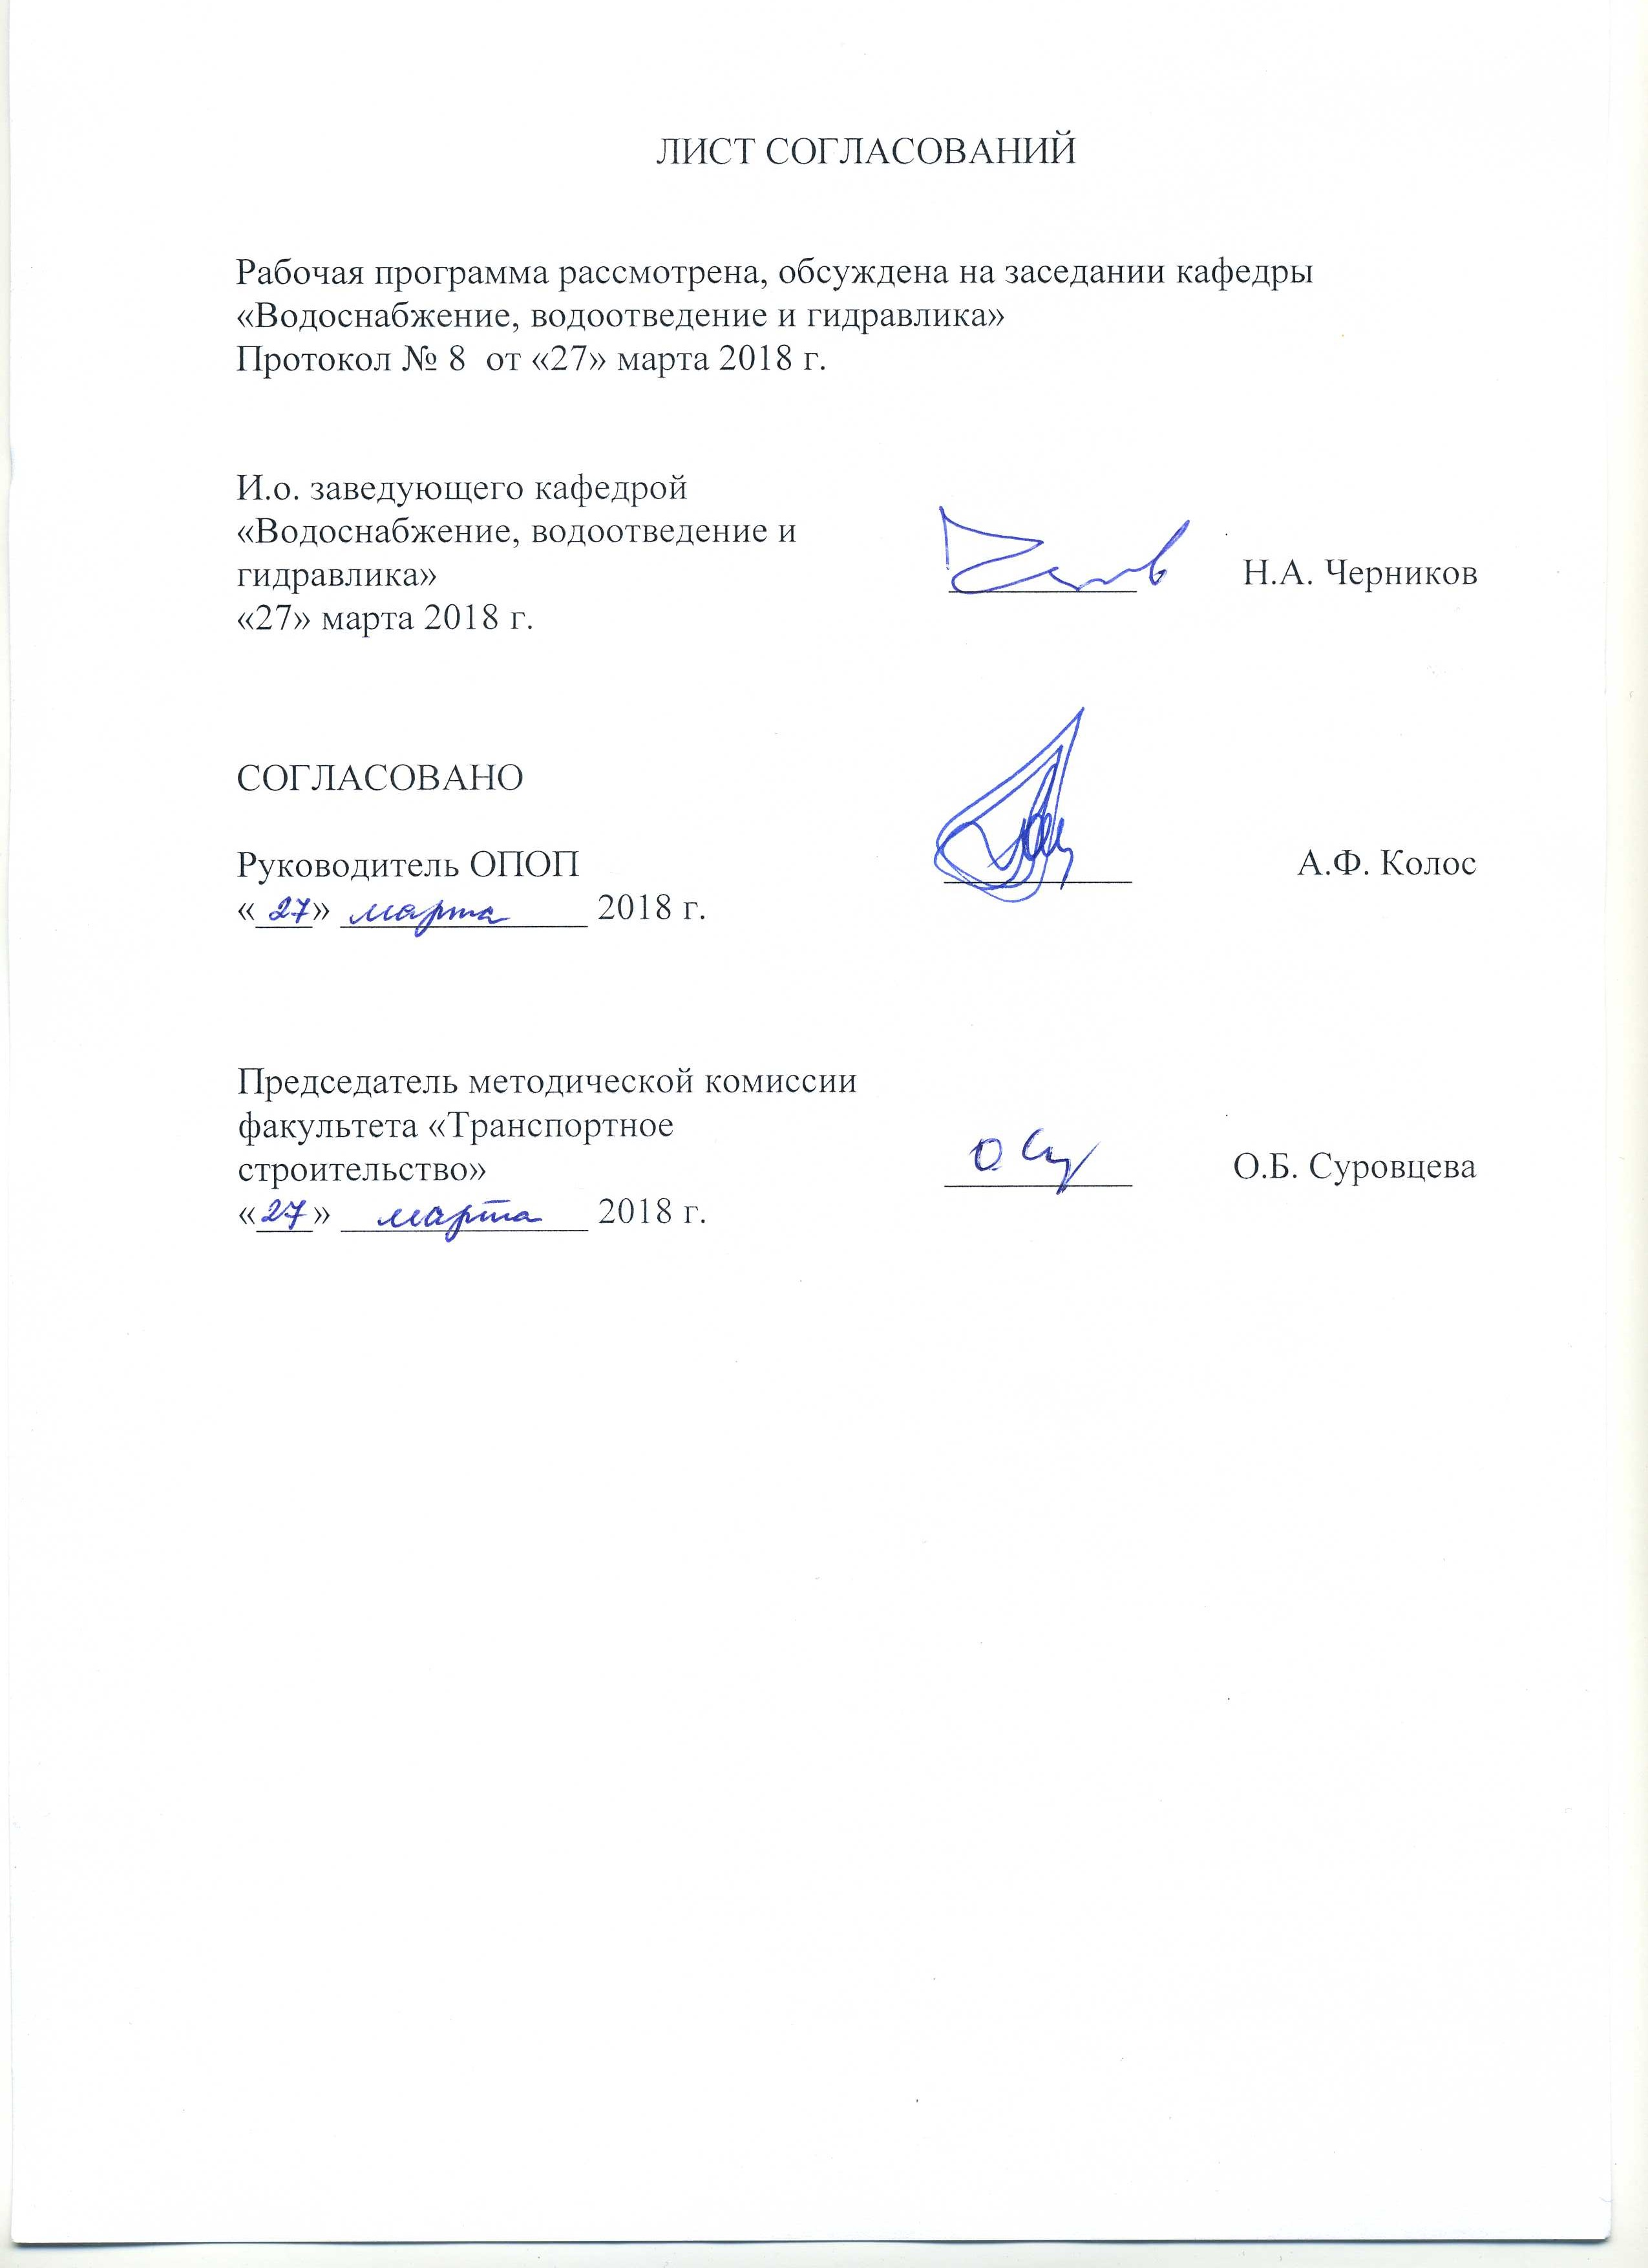 ЛИСТ СОГЛАСОВАНИЙ
Рабочая программа рассмотрена, обсуждена на заседании кафедры
«Водоснабжение, водоотведение и гидравлика»
Протокол № 8 от «27» марта 2018 г.
И.о. заведующего кафедрой
«Водоснабжение, водоотведение и
гидравлика» Н.А. Черников
«27» марта 2018 г.
СОГЛАСОВАНО
Руководитель ОПОП А.Ф. Колос
«27» марта 2018 г.
Председатель методической комиссии
факультета «Транспортное
строительство» О.Б. Суровцева
«27» марта 2018 г.